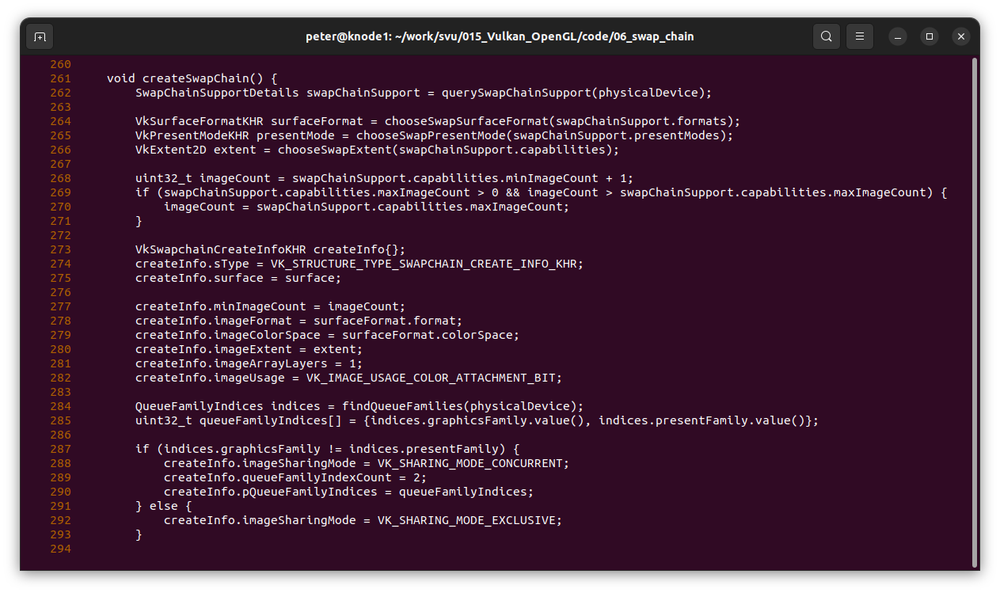 peter@knode1: ~/work/svu/015_Vulkan_OpenGL/code/06_swap_chain
260
261     void createSwapChain() {
262         SwapChainSupportDetails swapChainSupport = querySwapChainSupport(physicalDevice);
263
264         VkSurfaceFormatKHR surfaceFormat = chooseSwapSurfaceFormat(swapChainSupport.formats);
265         VkPresentModeKHR presentMode = chooseSwapPresentMode(swapChainSupport.presentModes);
266         VkExtent2D extent = chooseSwapExtent(swapChainSupport.capabilities);
267
268         uint32_t imageCount = swapChainSupport.capabilities.minImageCount + 1;
269         if (swapChainSupport.capabilities.maxImageCount > 0 && imageCount > swapChainSupport.capabilities.maxImageCount) {
270             imageCount = swapChainSupport.capabilities.maxImageCount;
271         }
272
273         VkSwapchainCreateInfoKHR createInfo{};
274         createInfo.sType = VK_STRUCTURE_TYPE_SWAPCHAIN_CREATE_INFO_KHR;
275         createInfo.surface = surface;
276
277         createInfo.minImageCount = imageCount;
278         createInfo.imageFormat = surfaceFormat.format;
279         createInfo.imageColorSpace = surfaceFormat.colorSpace;
280         createInfo.imageExtent = extent;
281         createInfo.imageArrayLayers = 1;
282         createInfo.imageUsage = VK_IMAGE_USAGE_COLOR_ATTACHMENT_BIT;
283
284         QueueFamilyIndices indices = findQueueFamilies(physicalDevice);
285         uint32_t queueFamilyIndices[] = {indices.graphicsFamily.value(), indices.presentFamily.value()};
286
287         if (indices.graphicsFamily != indices.presentFamily) {
288             createInfo.imageSharingMode = VK_SHARING_MODE_CONCURRENT;
289             createInfo.queueFamilyIndexCount = 2;
290             createInfo.pQueueFamilyIndices = queueFamilyIndices;
291         } else {
292             createInfo.imageSharingMode = VK_SHARING_MODE_EXCLUSIVE;
293         }
294